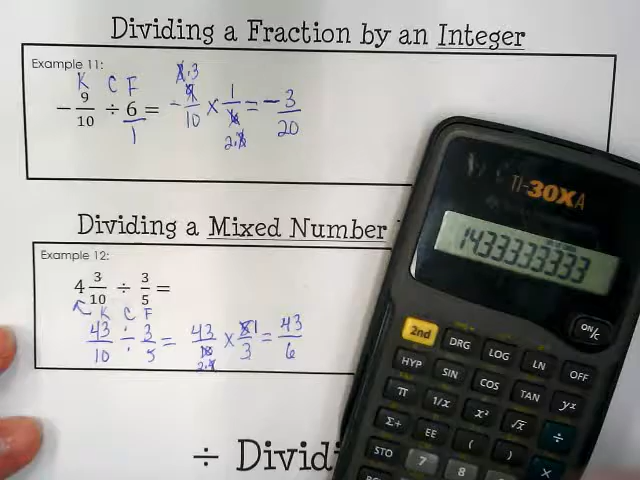 Dividing a Fraction by an Integer
Example 11:
K C F
- 9/10 ÷ 6/1 = - 9/10 × 1/6 = - 3/20
Dividing a Mixed Number
Example 12:
4 3/10 ÷ 3/5 =
K C F
43/10 ÷ 3/5 = 43/10 × 5/3 = 43/6
÷ Divid
TI-30XA
1433333333
2nd DRG LOG LN OFF ON/C
HYP SIN COS TAN yx
π 1/x x² √x ÷
Σ+ EE ( ) ×
STO 7 8